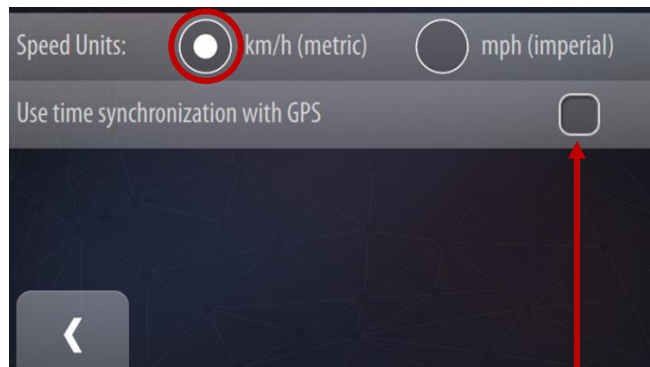 Speed Units: km/h (metric) mph (imperial)
Use time synchronization with GPS